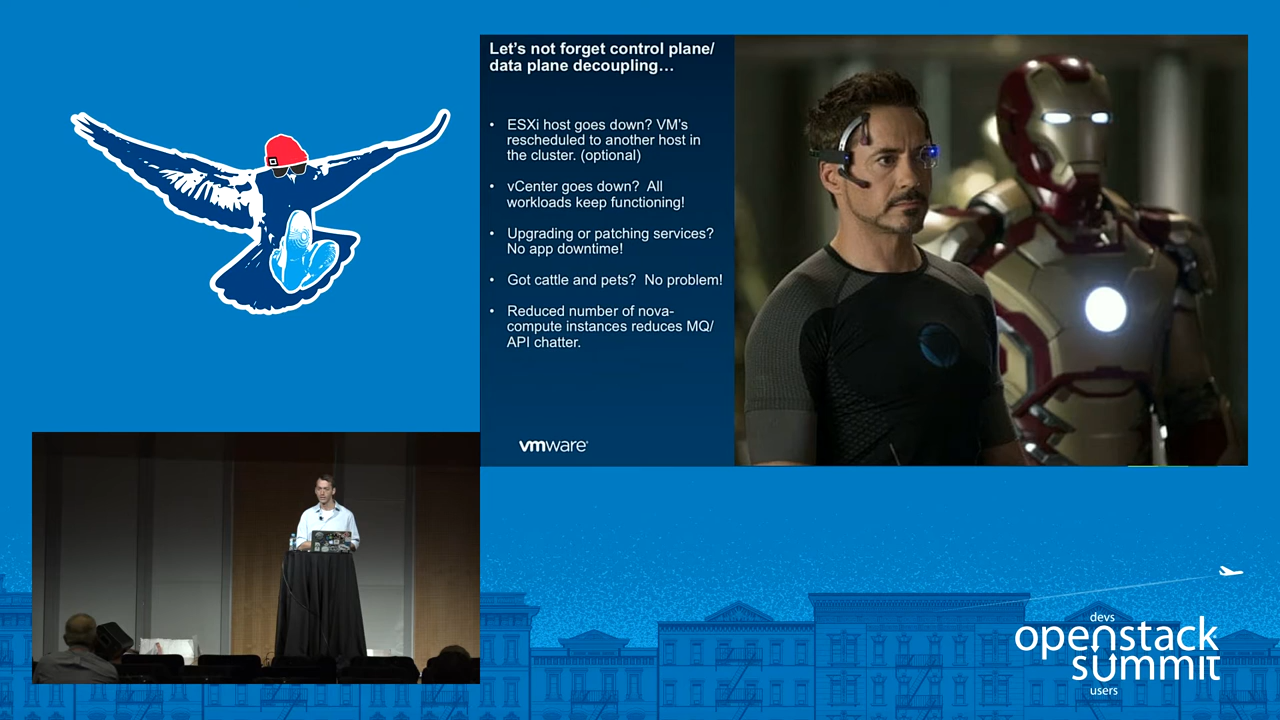 Let's not forget control plane/
data plane decoupling…
• ESXi host goes down? VM's
rescheduled to another host in
the cluster. (optional)
• vCenter goes down?  All
workloads keep functioning!
• Upgrading or patching services?
No app downtime!
• Got cattle and pets?  No problem!
• Reduced number of nova-
compute instances reduces MQ/
API chatter.
vmware
devs
openstack
summit
users